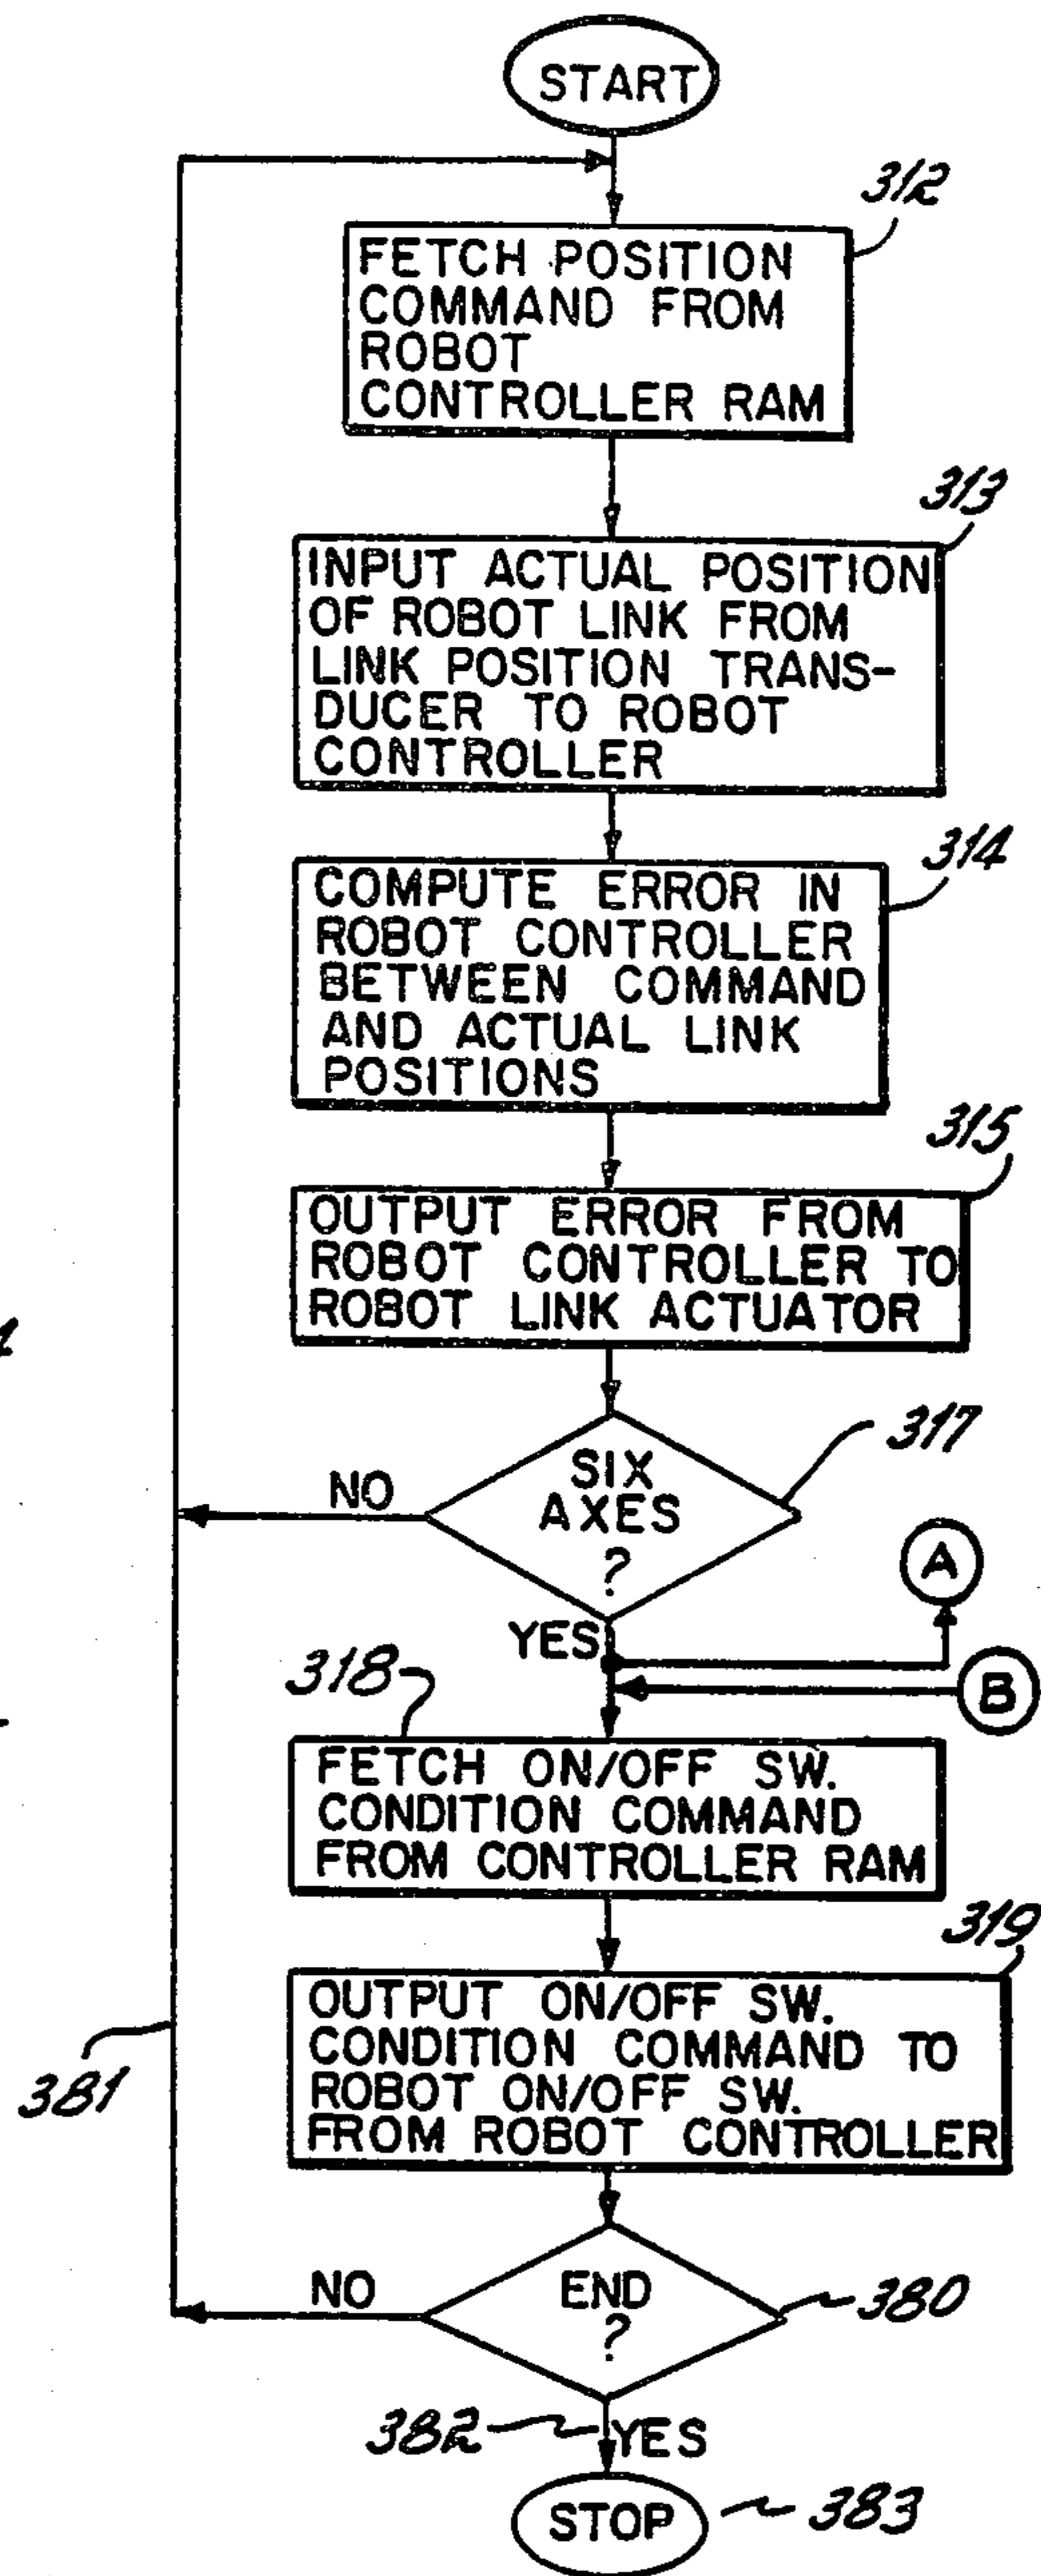 START
312
FETCH POSITION
COMMAND FROM
ROBOT
CONTROLLER RAM
313
INPUT ACTUAL POSITION
OF ROBOT LINK FROM
LINK POSITION TRANS-
DUCER TO ROBOT
CONTROLLER
314
COMPUTE ERROR IN
ROBOT CONTROLLER
BETWEEN COMMAND
AND ACTUAL LINK
POSITIONS
315
OUTPUT ERROR FROM
ROBOT CONTROLLER TO
ROBOT LINK ACTUATOR
317
NO
SIX
AXES
?
A
YES
B
318
FETCH ON/OFF SW.
CONDITION COMMAND
FROM CONTROLLER RAM
319
OUTPUT ON/OFF SW.
CONDITION COMMAND TO
ROBOT ON/OFF SW.
FROM ROBOT CONTROLLER
381
NO
END
?
380
382
YES
STOP
383